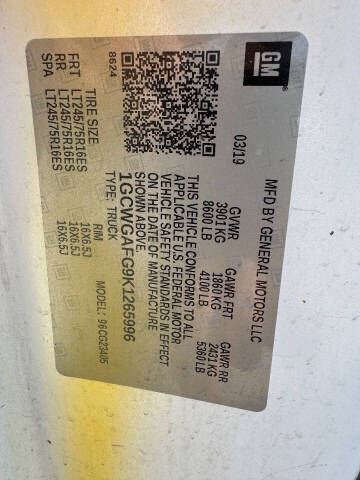 GM
MFD BY GENERAL MOTORS LLC
03/19
GVWR GAWR FRT GAWR RR
3901 KG 1860 KG 2431 KG
8600 LB 4100 LB 5360 LB
THIS VEHICLE CONFORMS TO ALL
APPLICABLE U.S. FEDERAL MOTOR
VEHICLE SAFETY STANDARDS IN EFFECT
ON THE DATE OF MANUFACTURE
SHOWN ABOVE.
1GCWGAFG9K1265996
TYPE: TRUCK MODEL: 96CG23405
8624
TIRE SIZE RIM
FRT LT245/75R16ES 16X6.5J
RR LT245/75R16ES 16X6.5J
SPA LT245/75R16ES 16X6.5J